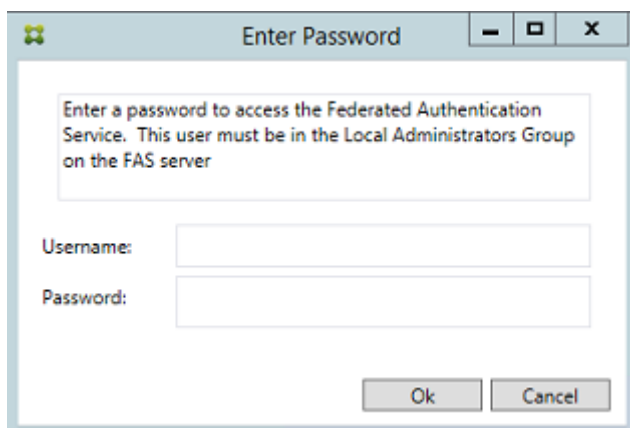 Enter Password
Enter a password to access the Federated Authentication
Service. This user must be in the Local Administrators Group
on the FAS server
Username:
Password:
Ok Cancel